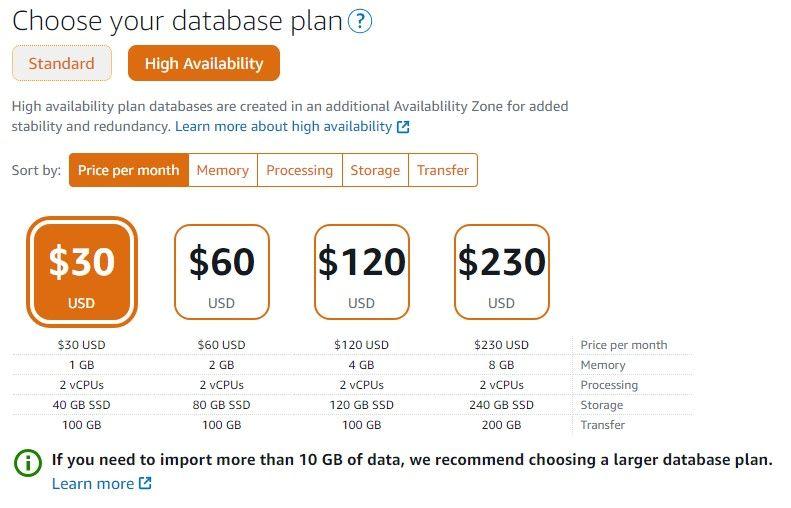 Choose your database plan ?
Standard High Availability
High availability plan databases are created in an additional Availablility Zone for added
stability and redundancy. Learn more about high availability
Sort by: Price per month Memory Processing Storage Transfer
$30 $60 $120 $230
USD USD USD USD
$30 USD $60 USD $120 USD $230 USD Price per month
1 GB 2 GB 4 GB 8 GB Memory
2 vCPUs 2 vCPUs 2 vCPUs 2 vCPUs Processing
40 GB SSD 80 GB SSD 120 GB SSD 240 GB SSD Storage
100 GB 100 GB 100 GB 200 GB Transfer
If you need to import more than 10 GB of data, we recommend choosing a larger database plan.
Learn more